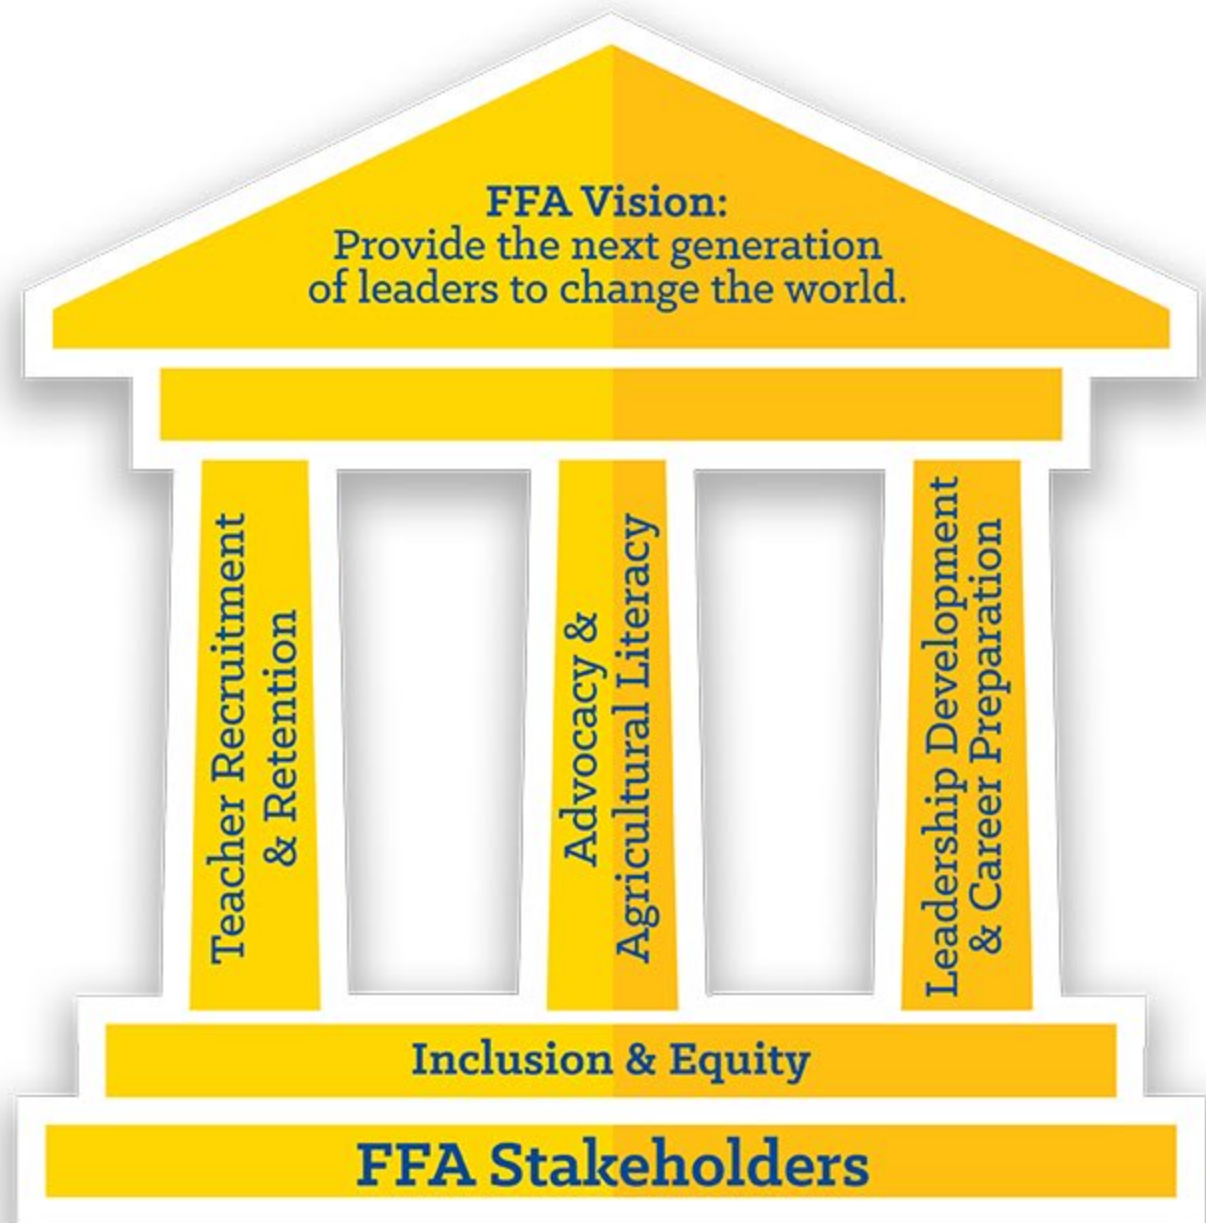 FFA Vision:
Provide the next generation
of leaders to change the world.
Teacher Recruitment
& Retention
Advocacy &
Agricultural Literacy
Leadership Development
& Career Preparation
Inclusion & Equity
FFA Stakeholders